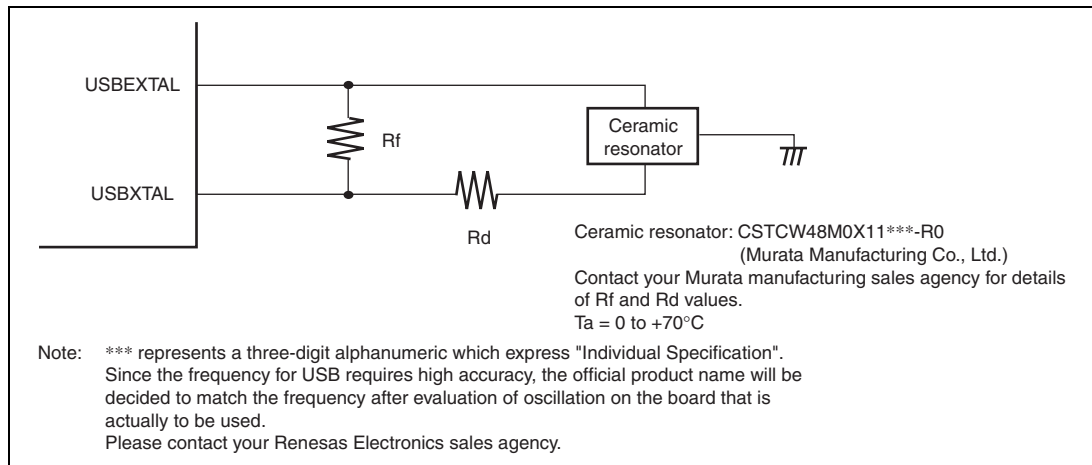 USBEXTAL
Rf
Ceramic
resonator
USBXTAL
Rd
Ceramic resonator: CSTCW48M0X11***-R0
(Murata Manufacturing Co., Ltd.)
Contact your Murata manufacturing sales agency for details
of Rf and Rd values.
Ta = 0 to +70°C
Note: *** represents a three-digit alphanumeric which express "Individual Specification".
Since the frequency for USB requires high accuracy, the official product name will be
decided to match the frequency after evaluation of oscillation on the board that is
actually to be used.
Please contact your Renesas Electronics sales agency.